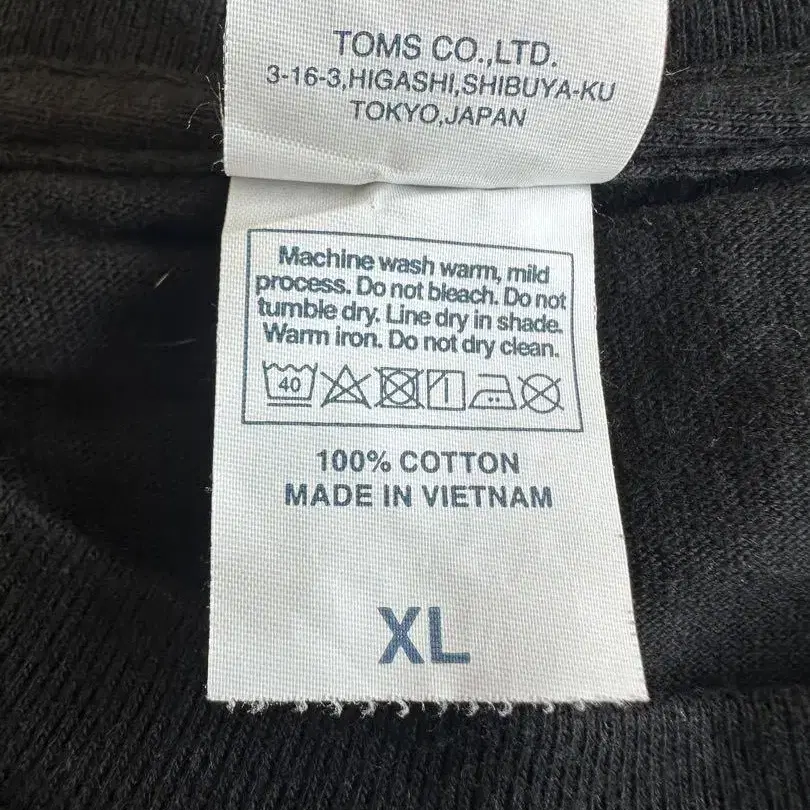 TOMS CO.,LTD.
3-16-3,HIGASHI,SHIBUYA-KU
TOKYO,JAPAN
Machine wash warm, mild
process. Do not bleach. Do not
tumble dry. Line dry in shade.
Warm iron. Do not dry clean.
40
100% COTTON
MADE IN VIETNAM
XL